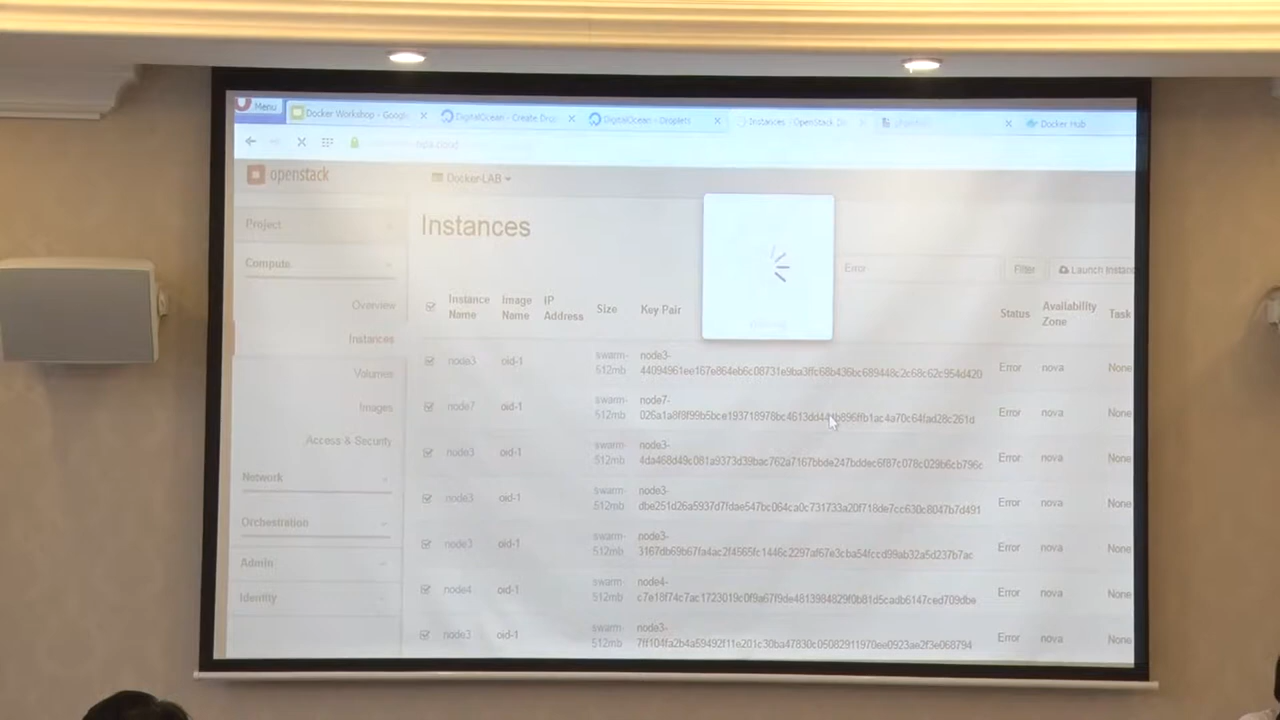 Menu
Docker Workshop - Google
DigitalOcean - Create Drop
DigitalOcean - Droplets
Instances - OpenStack Da
Docker Hub
openstack
Docker-LAB
Project
Compute
Overview
Instances
Volumes
Images
Access & Security
Network
Orchestration
Admin
Identity
Instances
Error
Filter
Launch Instanc
Instance Name
Image Name
IP Address
Size
Key Pair
Status
Availability Zone
Task
node3 oid-1 swarm-512mb node3- Error nova None
node7 oid-1 swarm-512mb node7- Error nova None
node3 oid-1 swarm-512mb node3- Error nova None
node3 oid-1 swarm-512mb node3- Error nova None
node3 oid-1 swarm-512mb node3- Error nova None
node4 oid-1 swarm-512mb node4- Error nova None
node3 oid-1 swarm-512mb node3- Error nova None